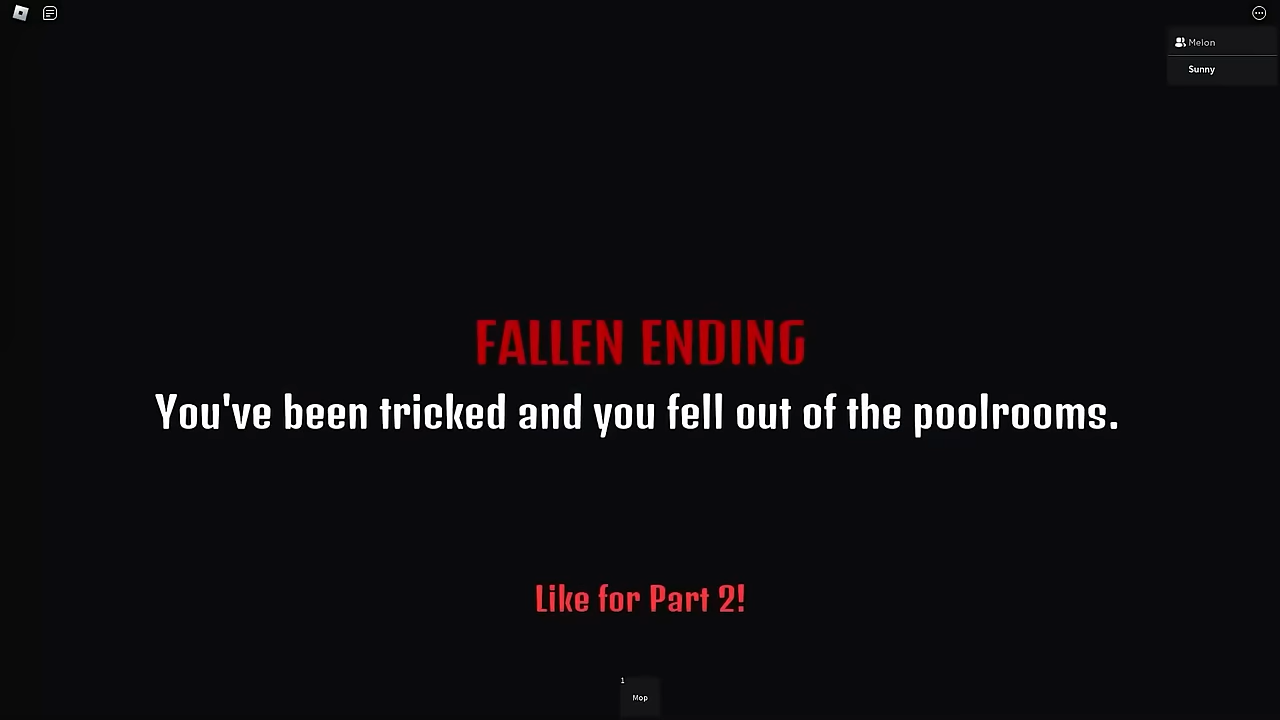 Melon
Sunny
FALLEN ENDING
You've been tricked and you fell out of the poolrooms.
Like for Part 2!
1
Mop